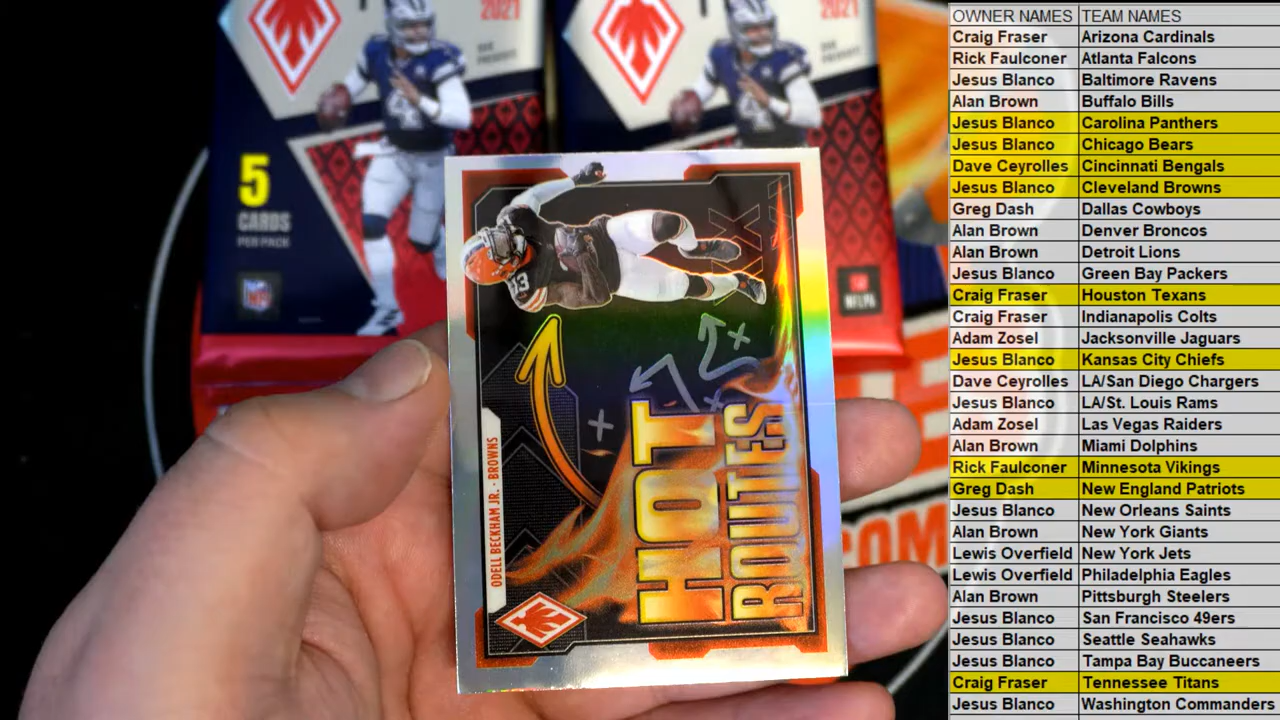 2021
2021
5
CARDS
PER PACK
NFL
NFLPA
13
HOT
ROUTES
ODELL BECKHAM JR. - BROWNS
COM
OWNER NAMES TEAM NAMES
Craig Fraser Arizona Cardinals
Rick Faulconer Atlanta Falcons
Jesus Blanco Baltimore Ravens
Alan Brown Buffalo Bills
Jesus Blanco Carolina Panthers
Jesus Blanco Chicago Bears
Dave Ceyrolles Cincinnati Bengals
Jesus Blanco Cleveland Browns
Greg Dash Dallas Cowboys
Alan Brown Denver Broncos
Alan Brown Detroit Lions
Jesus Blanco Green Bay Packers
Craig Fraser Houston Texans
Craig Fraser Indianapolis Colts
Adam Zosel Jacksonville Jaguars
Jesus Blanco Kansas City Chiefs
Dave Ceyrolles LA/San Diego Chargers
Jesus Blanco LA/St. Louis Rams
Adam Zosel Las Vegas Raiders
Alan Brown Miami Dolphins
Rick Faulconer Minnesota Vikings
Greg Dash New England Patriots
Jesus Blanco New Orleans Saints
Alan Brown New York Giants
Lewis Overfield New York Jets
Lewis Overfield Philadelphia Eagles
Alan Brown Pittsburgh Steelers
Jesus Blanco San Francisco 49ers
Jesus Blanco Seattle Seahawks
Jesus Blanco Tampa Bay Buccaneers
Craig Fraser Tennessee Titans
Jesus Blanco Washington Commanders